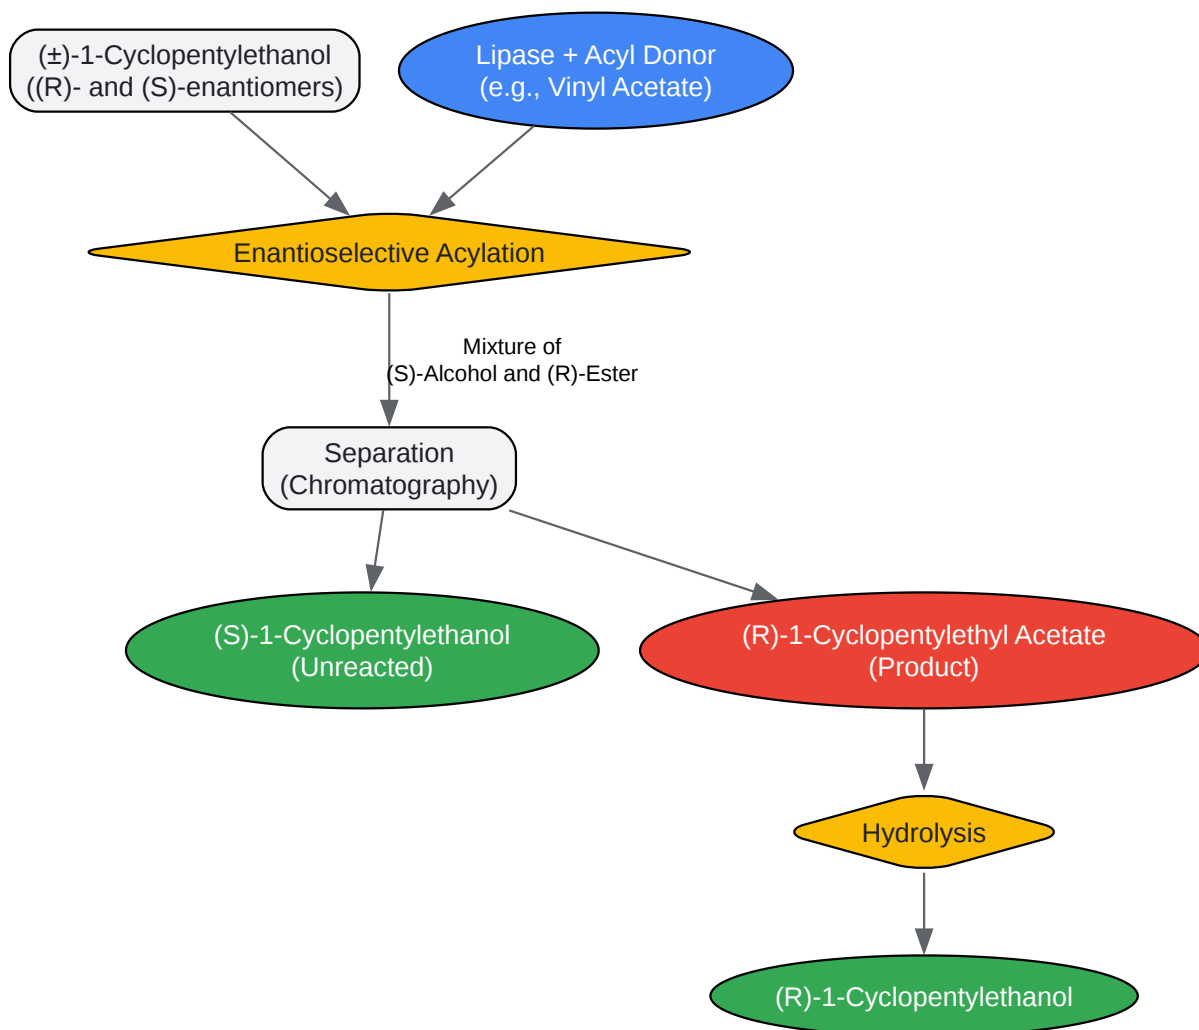 (±)-1-Cyclopentylethanol
((R)- and (S)-enantiomers)
Lipase + Acyl Donor
(e.g., Vinyl Acetate)
Enantioselective Acylation
Mixture of
(S)-Alcohol and (R)-Ester
Separation
(Chromatography)
(S)-1-Cyclopentylethanol
(Unreacted)
(R)-1-Cyclopentylethyl Acetate
(Product)
Hydrolysis
(R)-1-Cyclopentylethanol